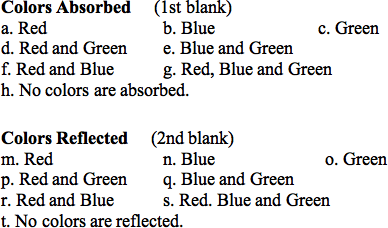 Colors Absorbed (1st blank)
a. Red b. Blue c. Green
d. Red and Green e. Blue and Green
f. Red and Blue g. Red, Blue and Green
h. No colors are absorbed.
Colors Reflected (2nd blank)
m. Red n. Blue o. Green
p. Red and Green q. Blue and Green
r. Red and Blue s. Red. Blue and Green
t. No colors are reflected.